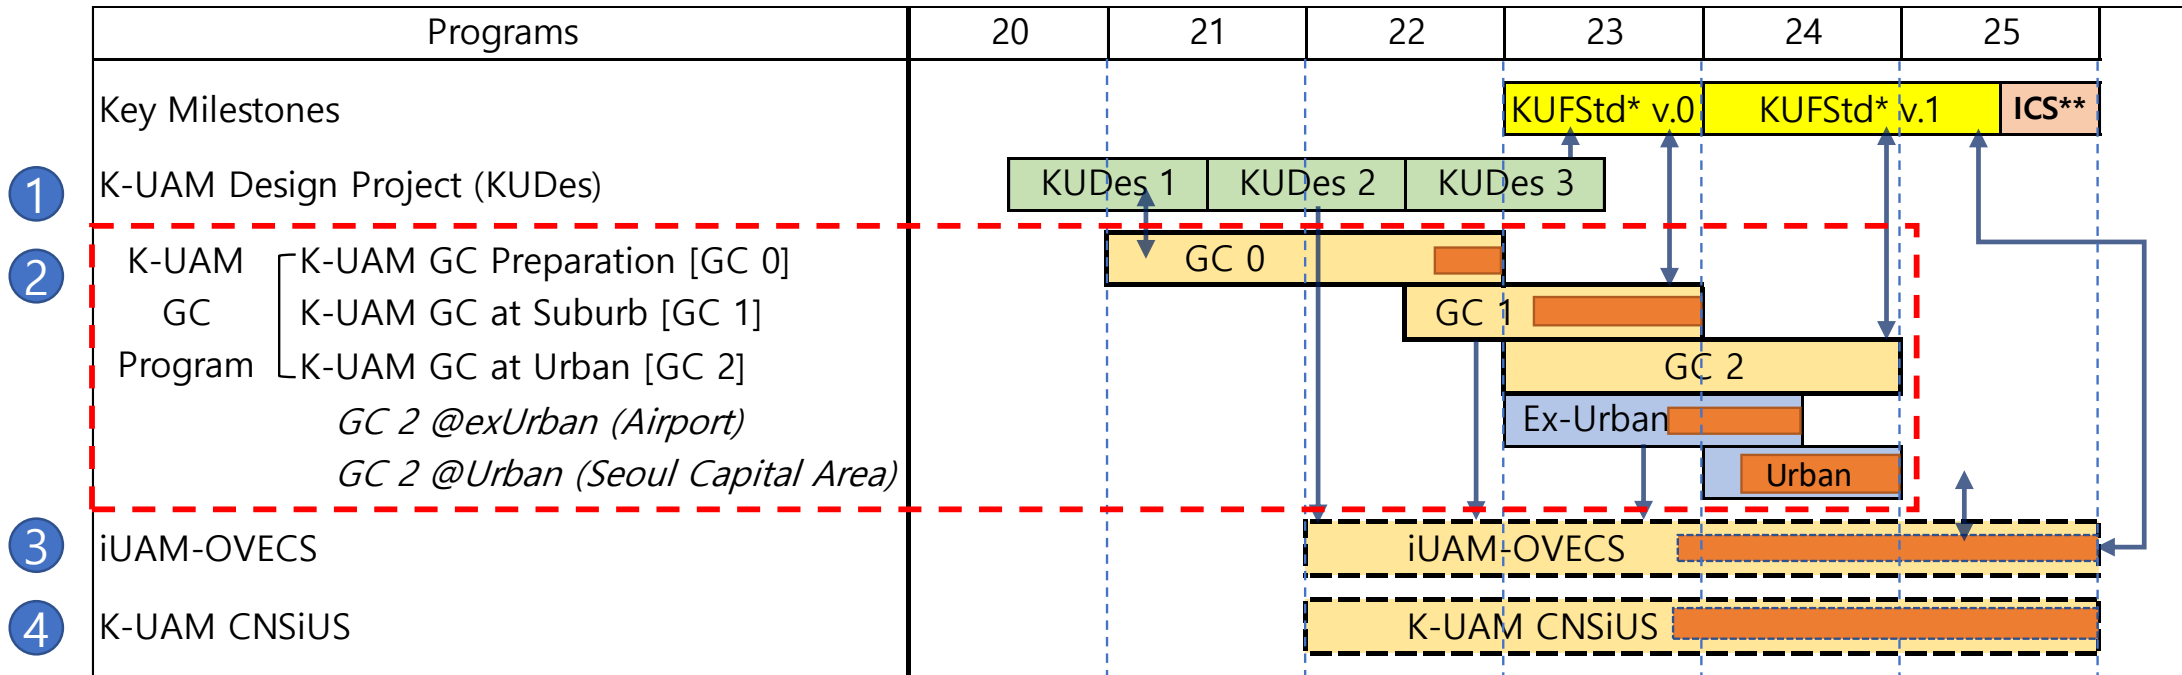 Programs 20 21 22 23 24 25
Key Milestones KUFStd* v.0 KUFStd* v.1 ICS**
1 K-UAM Design Project (KUDes) KUDes 1 KUDes 2 KUDes 3
2 K-UAM K-UAM GC Preparation [GC 0] GC 0
GC K-UAM GC at Suburb [GC 1] GC 1
Program K-UAM GC at Urban [GC 2] GC 2
GC 2 @exUrban (Airport) Ex-Urban
GC 2 @Urban (Seoul Capital Area) Urban
3 iUAM-OVECS iUAM-OVECS
4 K-UAM CNSiUS K-UAM CNSiUS